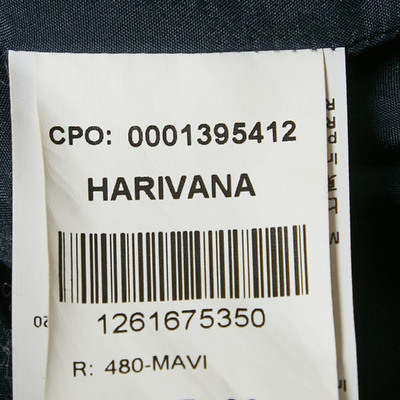 CPO: 0001395412
HARIVANA
1261675350
R: 480-MAVI